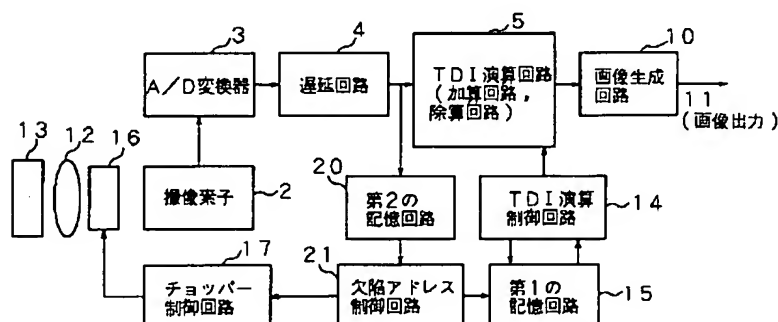 3
A/D変換器
4
遅延回路
5
TDI演算回路
(加算回路,
除算回路)
10
画像生成
回路
11
(画像出力)
13
12
16
撮像素子
2
20
第2の
記憶回路
TDI演算
制御回路
14
17
チョッパー
制御回路
21
欠陥アドレス
制御回路
第1の
記憶回路
15